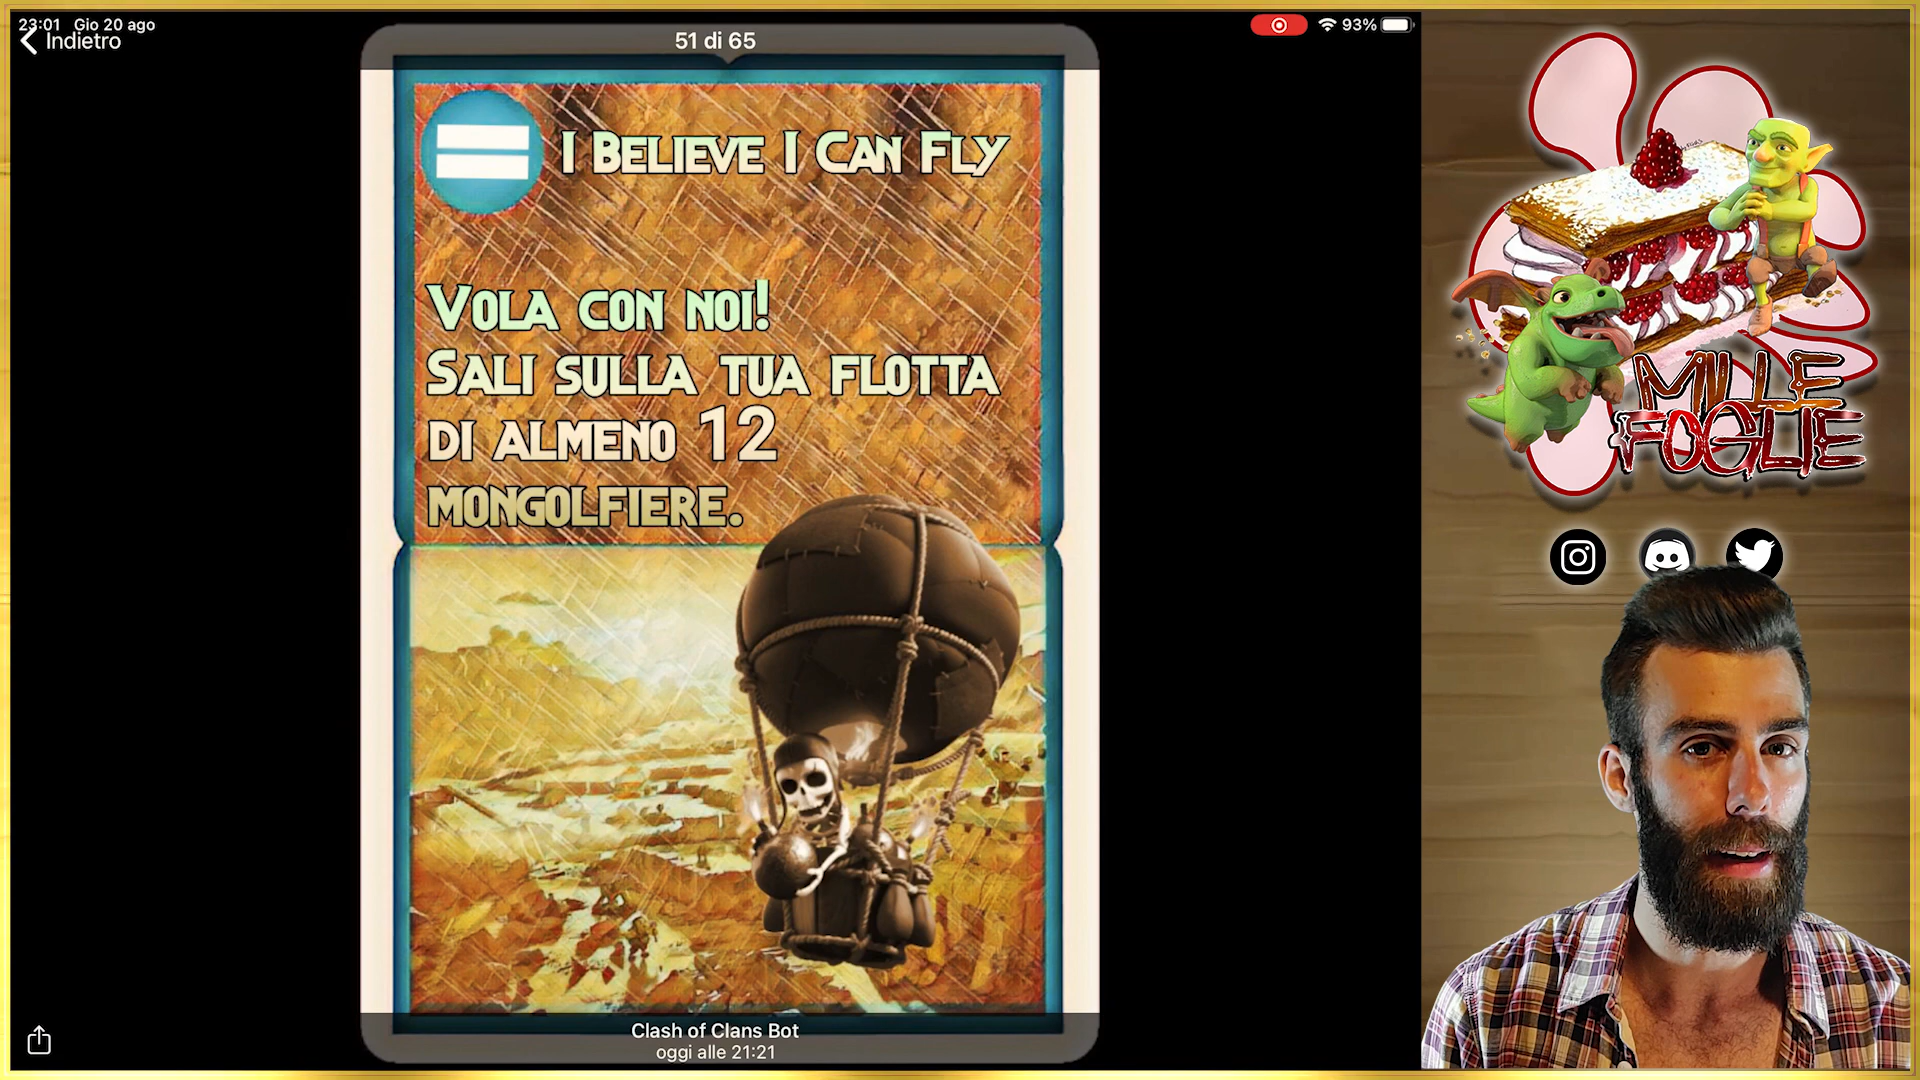 23:01 Gio 20 ago
Indietro
51 di 65
93%
I Believe I Can Fly
Vola con noi!
Sali sulla tua flotta
di almeno 12
mongolfiere.
Clash of Clans Bot
oggi alle 21:21
MILLE
FOGLIE